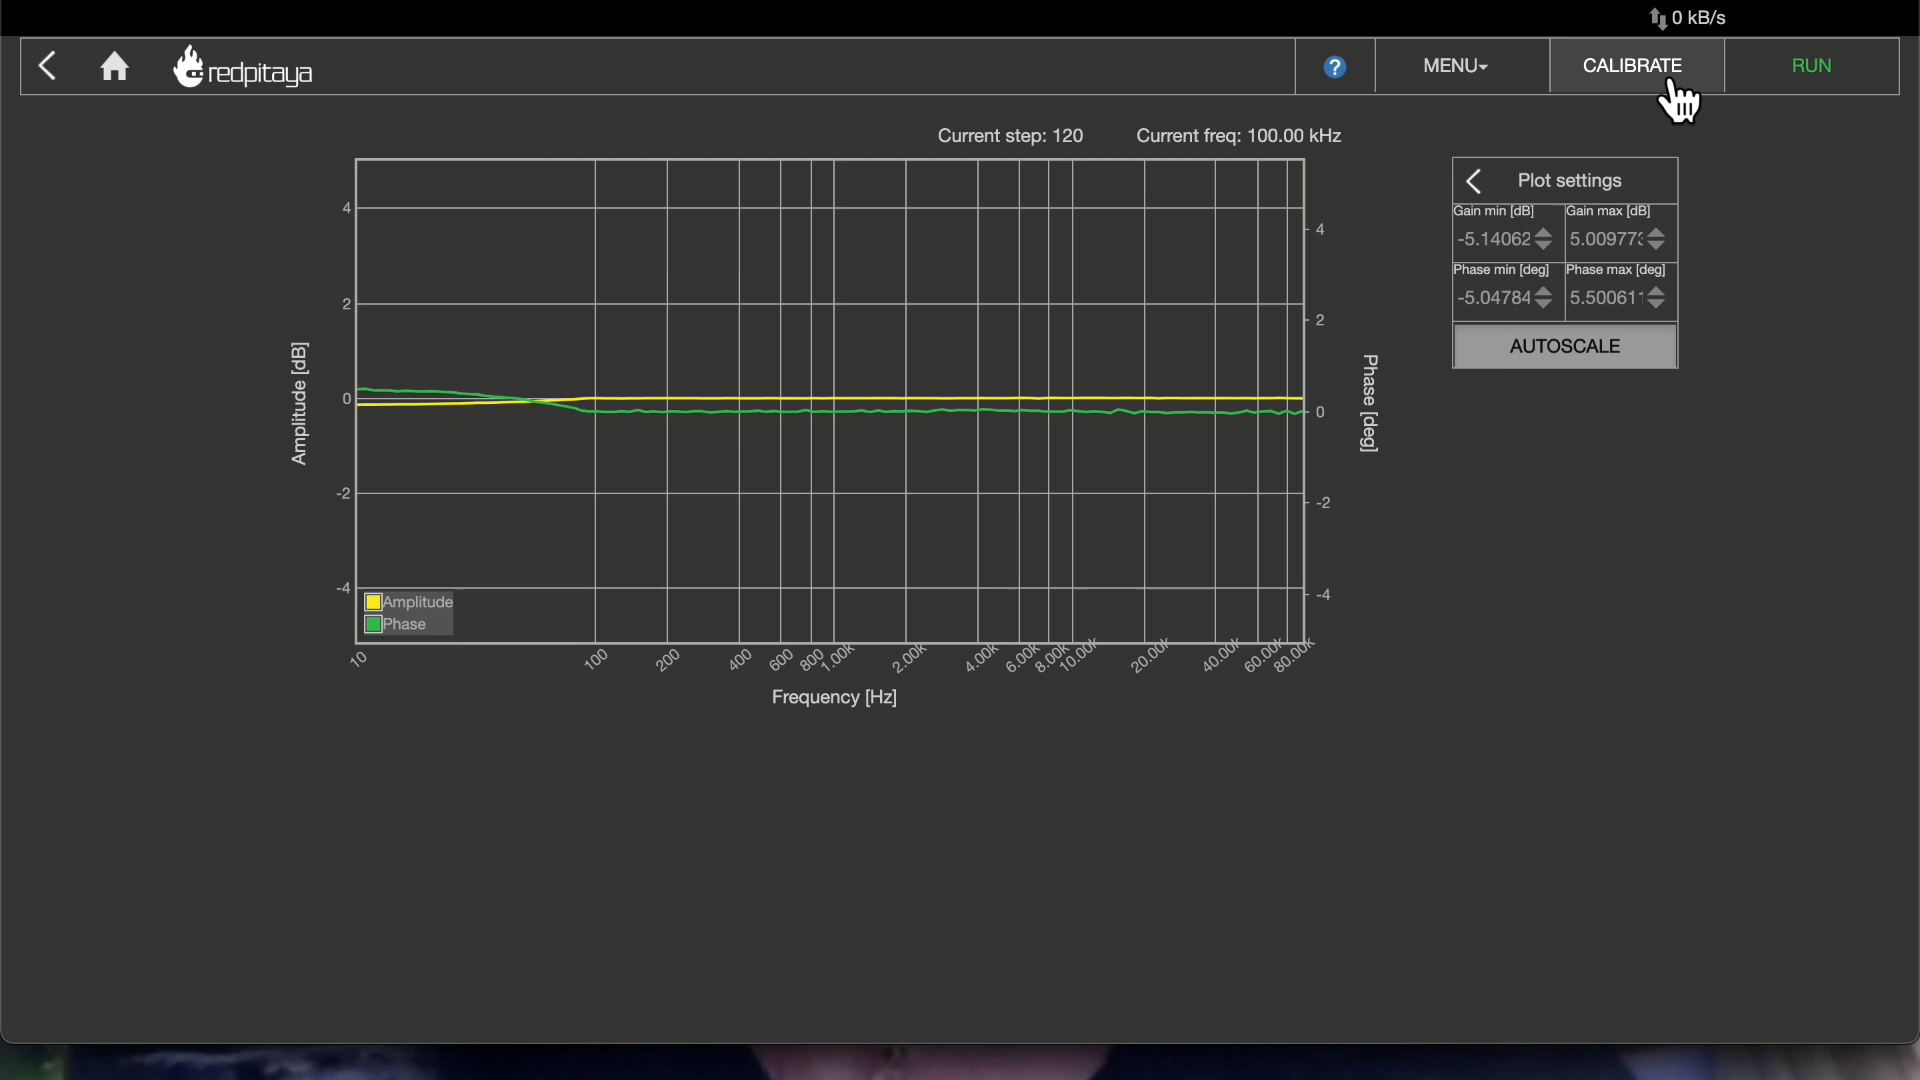 0 kB/s
redpitaya
?
MENU
CALIBRATE
RUN
Current step: 120
Current freq: 100.00 kHz
Plot settings
Gain min [dB]
Gain max [dB]
-5.14062
5.00977
Phase min [deg]
Phase max [deg]
-5.04784
5.50061
AUTOSCALE
Amplitude [dB]
4
2
0
-2
-4
4
2
0
-2
-4
Phase [deg]
Amplitude
Phase
10
100
200
400
600
800
1.00k
2.00k
4.00k
6.00k
8.00k
10.00k
20.00k
40.00k
60.00k
80.00k
Frequency [Hz]